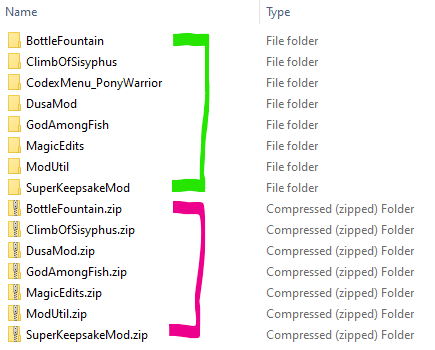 Name Type
BottleFountain File folder
ClimbOfSisyphus File folder
CodexMenu_PonyWarrior File folder
DusaMod File folder
GodAmongFish File folder
MagicEdits File folder
ModUtil File folder
SuperKeepsakeMod File folder
BottleFountain.zip Compressed (zipped) Folder
ClimbOfSisyphus.zip Compressed (zipped) Folder
DusaMod.zip Compressed (zipped) Folder
GodAmongFish.zip Compressed (zipped) Folder
MagicEdits.zip Compressed (zipped) Folder
ModUtil.zip Compressed (zipped) Folder
SuperKeepsakeMod.zip Compressed (zipped) Folder